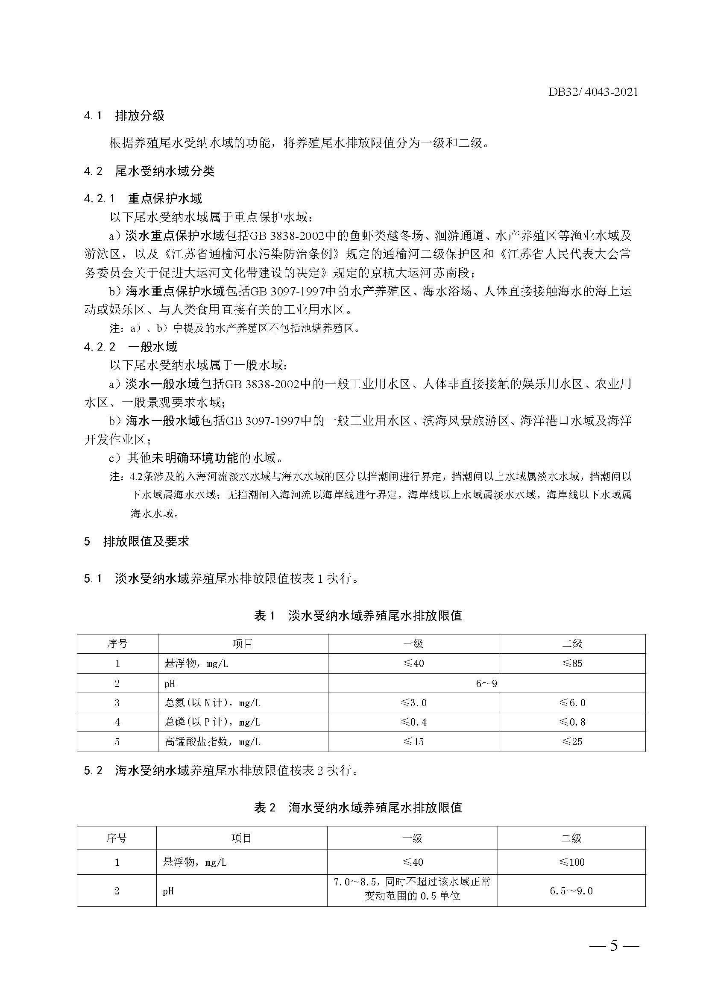 DB32/ 4043-2021
4.1 排放分级
根据养殖尾水受纳水域的功能，将养殖尾水排放限值分为一级和二级。
4.2 尾水受纳水域分类
4.2.1 重点保护水域
以下尾水受纳水域属于重点保护水域：
a）淡水重点保护水域包括GB 3838-2002中的鱼虾类越冬场、洄游通道、水产养殖区等渔业水域及
游泳区，以及《江苏省通榆河水污染防治条例》规定的通榆河二级保护区和《江苏省人民代表大会常
务委员会关于促进大运河文化带建设的决定》规定的京杭大运河苏南段；
b）海水重点保护水域包括GB 3097-1997中的水产养殖区、海水浴场、人体直接接触海水的海上运
动或娱乐区、与人类食用直接有关的工业用水区。
注：a）、b）中提及的水产养殖区不包括池塘养殖区。
4.2.2 一般水域
以下尾水受纳水域属于一般水域：
a）淡水一般水域包括GB 3838-2002中的一般工业用水区、人体非直接接触的娱乐用水区、农业用
水区、一般景观要求水域；
b）海水一般水域包括GB 3097-1997中的一般工业用水区、滨海风景旅游区、海洋港口水域及海洋
开发作业区；
c）其他未明确环境功能的水域。
注：4.2条涉及的入海河流淡水水域与海水水域的区分以挡潮闸进行界定，挡潮闸以上水域属淡水水域，挡潮闸以
下水域属海水水域；无挡潮闸入海河流以海岸线进行界定，海岸线以上水域属淡水水域，海岸线以下水域属
海水水域。
5 排放限值及要求
5.1 淡水受纳水域养殖尾水排放限值按表 1 执行。
表 1 淡水受纳水域养殖尾水排放限值
序号 项目 一级 二级
1 悬浮物，mg/L ≤40 ≤85
2 pH 6～9
3 总氮(以 N 计)，mg/L ≤3.0 ≤6.0
4 总磷(以 P 计)，mg/L ≤0.4 ≤0.8
5 高锰酸盐指数，mg/L ≤15 ≤25
5.2 海水受纳水域养殖尾水排放限值按表 2 执行。
表 2 海水受纳水域养殖尾水排放限值
序号 项目 一级 二级
1 悬浮物，mg/L ≤40 ≤100
2 pH 7.0～8.5，同时不超过该水域正常
变动范围的 0.5 单位 6.5～9.0
— 5 —